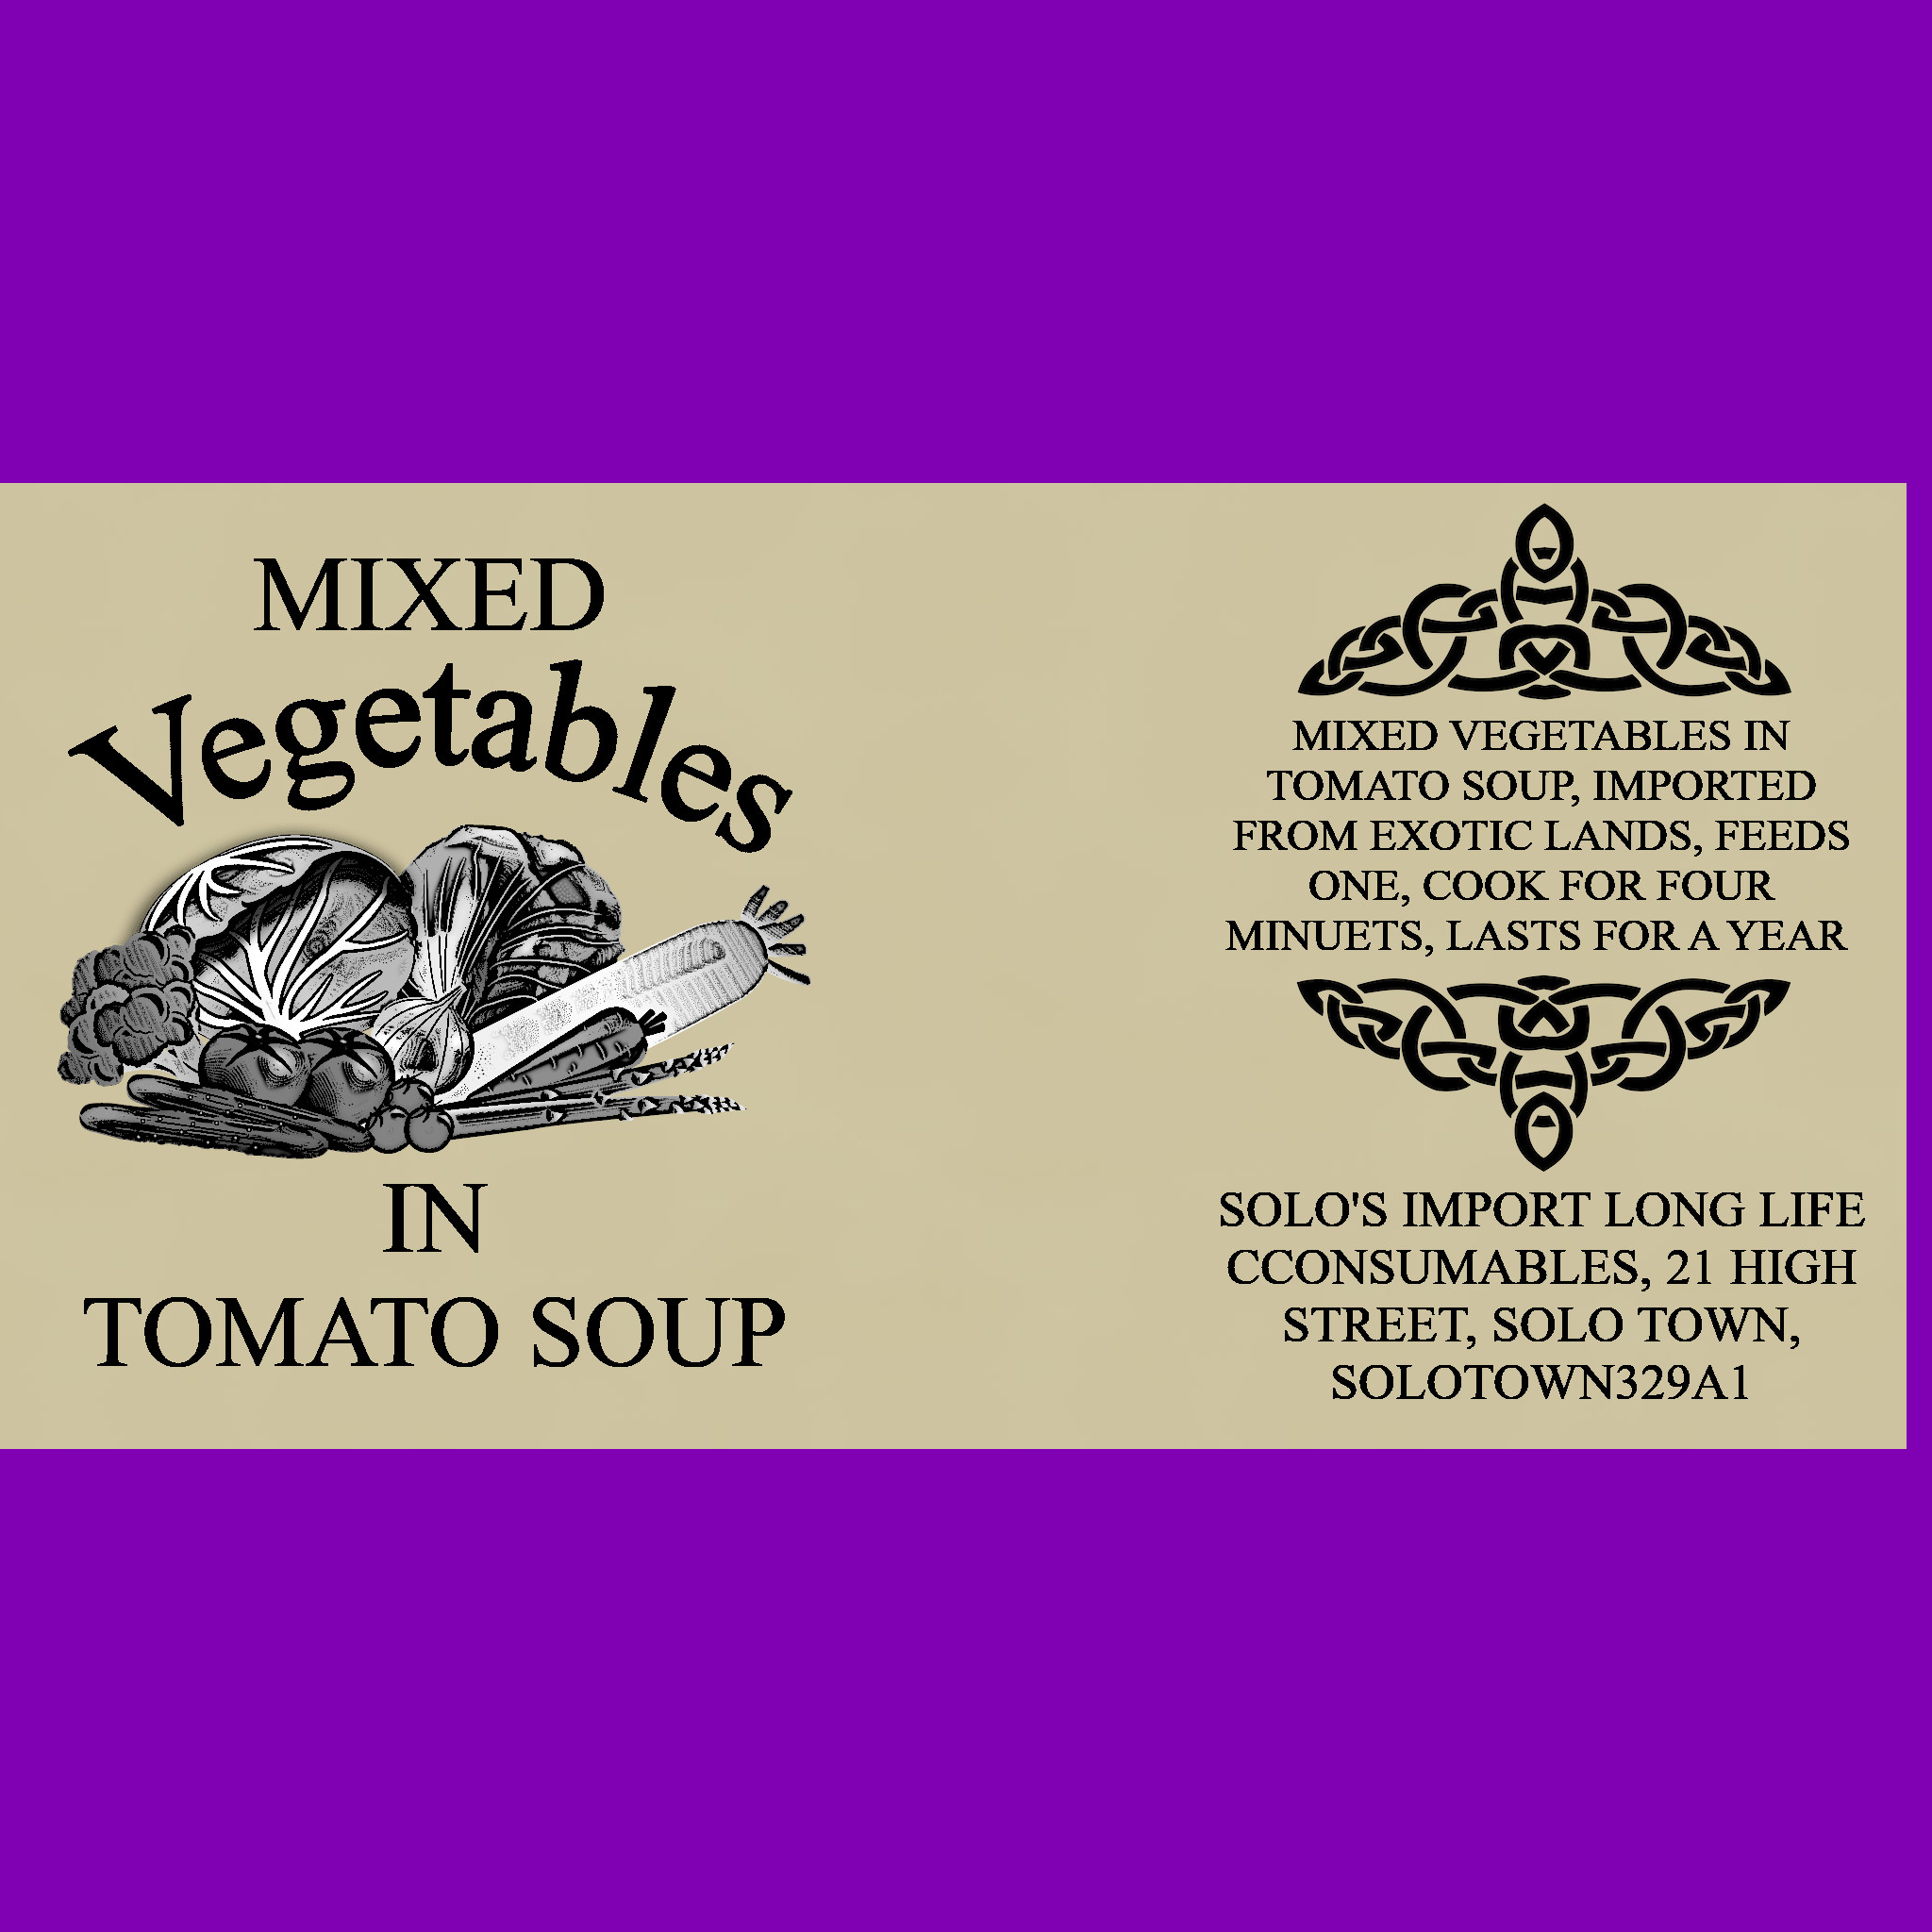 MIXED
Vegetables
IN
TOMATO SOUP
MIXED VEGETABLES IN
TOMATO SOUP, IMPORTED
FROM EXOTIC LANDS, FEEDS
ONE, COOK FOR FOUR
MINUETS, LASTS FOR A YEAR
SOLO'S IMPORT LONG LIFE
CCONSUMABLES, 21 HIGH
STREET, SOLO TOWN,
SOLOTOWN329A1